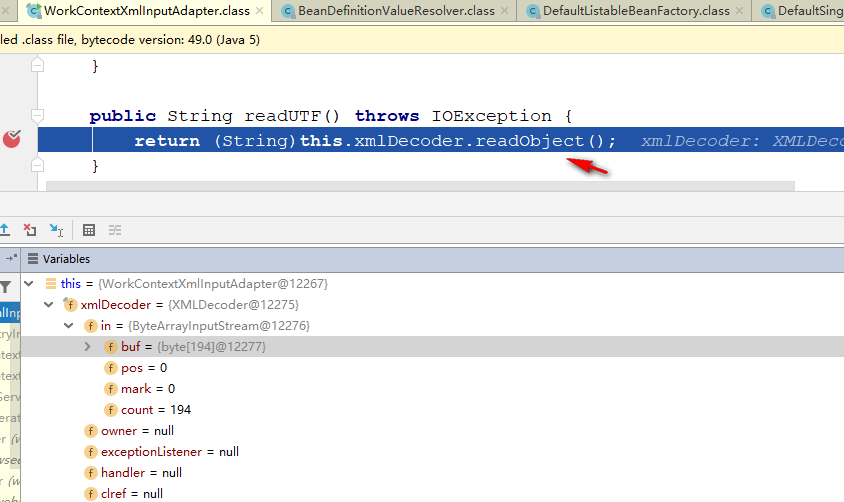 WorkContextXmlInputAdapter.class BeanDefinitionValueResolver.class DefaultListableBeanFactory.class DefaultSing
led .class file, bytecode version: 49.0 (Java 5)
}
public String readUTF() throws IOException {
return (String)this.xmlDecoder.readObject(); xmlDecoder: XMLDeco
}
Variables
this = {WorkContextXmlInputAdapter@12267}
xmlDecoder = {XMLDecoder@12275}
in = {ByteArrayInputStream@12276}
buf = {byte[194]@12277}
pos = 0
mark = 0
count = 194
owner = null
exceptionListener = null
handler = null
clref = null